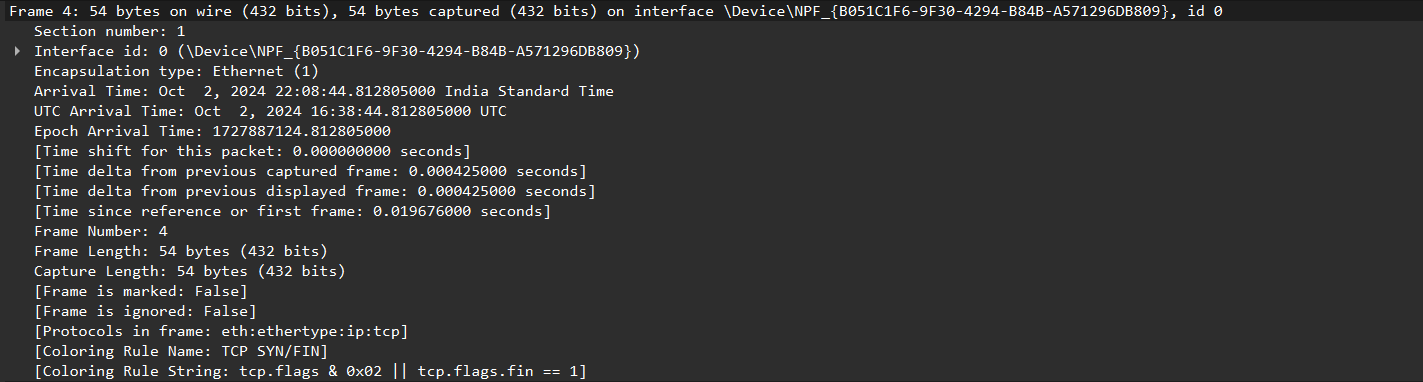 Frame 4: 54 bytes on wire (432 bits), 54 bytes captured (432 bits) on interface \Device\NPF_{B051C1F6-9F30-4294-B84B-A571296DB809}, id 0
Section number: 1
Interface id: 0 (\Device\NPF_{B051C1F6-9F30-4294-B84B-A571296DB809})
Encapsulation type: Ethernet (1)
Arrival Time: Oct  2, 2024 22:08:44.812805000 India Standard Time
UTC Arrival Time: Oct  2, 2024 16:38:44.812805000 UTC
Epoch Arrival Time: 1727887124.812805000
[Time shift for this packet: 0.000000000 seconds]
[Time delta from previous captured frame: 0.000425000 seconds]
[Time delta from previous displayed frame: 0.000425000 seconds]
[Time since reference or first frame: 0.019676000 seconds]
Frame Number: 4
Frame Length: 54 bytes (432 bits)
Capture Length: 54 bytes (432 bits)
[Frame is marked: False]
[Frame is ignored: False]
[Protocols in frame: eth:ethertype:ip:tcp]
[Coloring Rule Name: TCP SYN/FIN]
[Coloring Rule String: tcp.flags & 0x02 || tcp.flags.fin == 1]